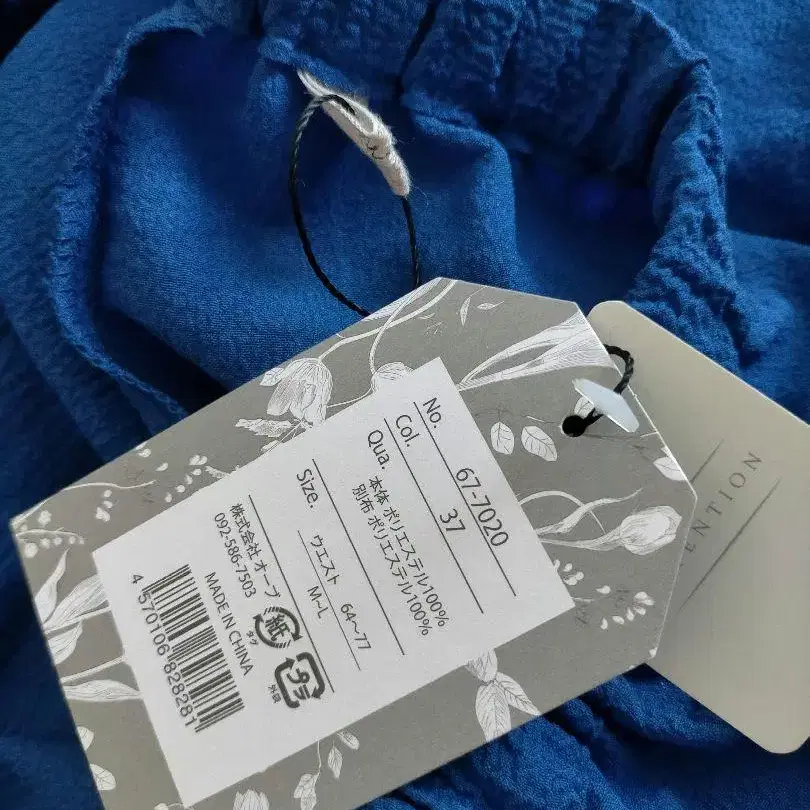 No. 67-7020
Col. 37
Qua. 本体 ポリエステル100%
別布 ポリエステル100%
Size. ウエスト 64～77
M～L
株式会社 オーブ
092-586-7503
MADE IN CHINA
紙
タグ
プラ
外袋
4 570106 828281
ENTION